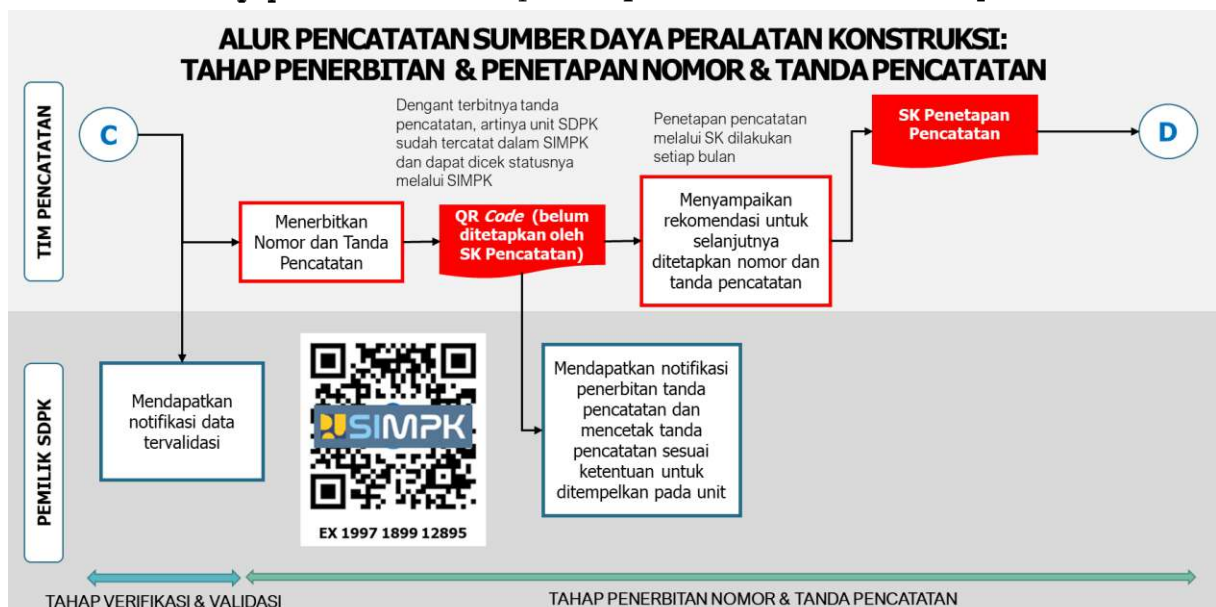 ALUR PENCATATAN SUMBER DAYA PERALATAN KONSTRUKSI:
TAHAP PENERBITAN & PENETAPAN NOMOR & TANDA PENCATATAN
TIM PENCATATAN
C
Dengant terbitnya tanda
pencatatan, artinya unit SDPK
sudah tercatat dalam SIMPK
dan dapat dicek statusnya
melalui SIMPK
Penetapan pencatatan
melalui SK dilakukan
setiap bulan
SK Penetapan
Pencatatan
D
Menerbitkan
Nomor dan Tanda
Pencatatan
QR Code (belum
ditetapkan oleh
SK Pencatatan)
Menyampaikan
rekomendasi untuk
selanjutnya
ditetapkan nomor dan
tanda pencatatan
PEMILIK SDPK
Mendapatkan
notifikasi data
tervalidasi
SIMPK
EX 1997 1899 12895
Mendapatkan notifikasi
penerbitan tanda
pencatatan dan
mencetak tanda
pencatatan sesuai
ketentuan untuk
ditempelkan pada unit
TAHAP VERIFIKASI & VALIDASI
TAHAP PENERBITAN NOMOR & TANDA PENCATATAN